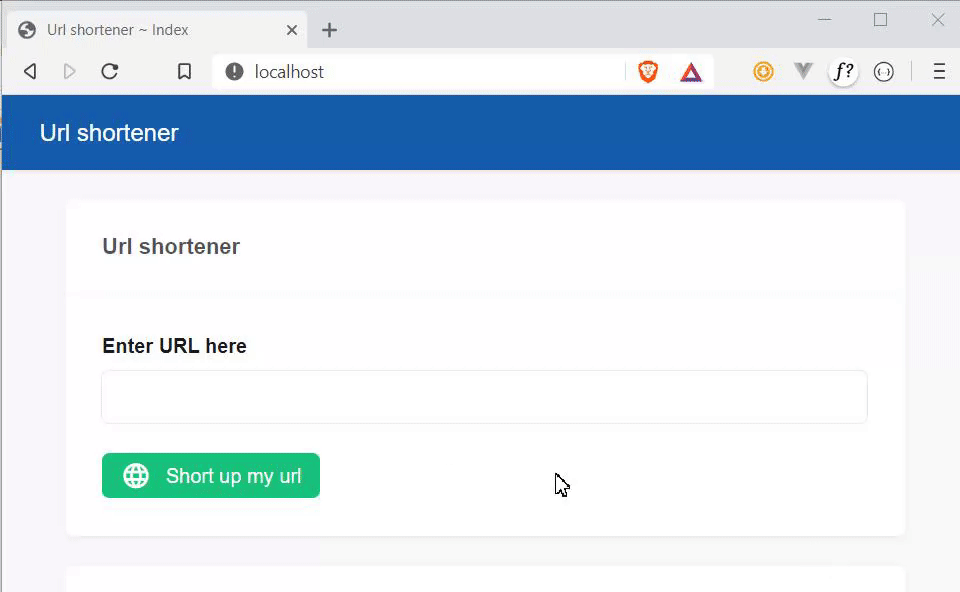 Url shortener ~ Index
localhost
f?
Url shortener
Url shortener
Enter URL here
Short up my url